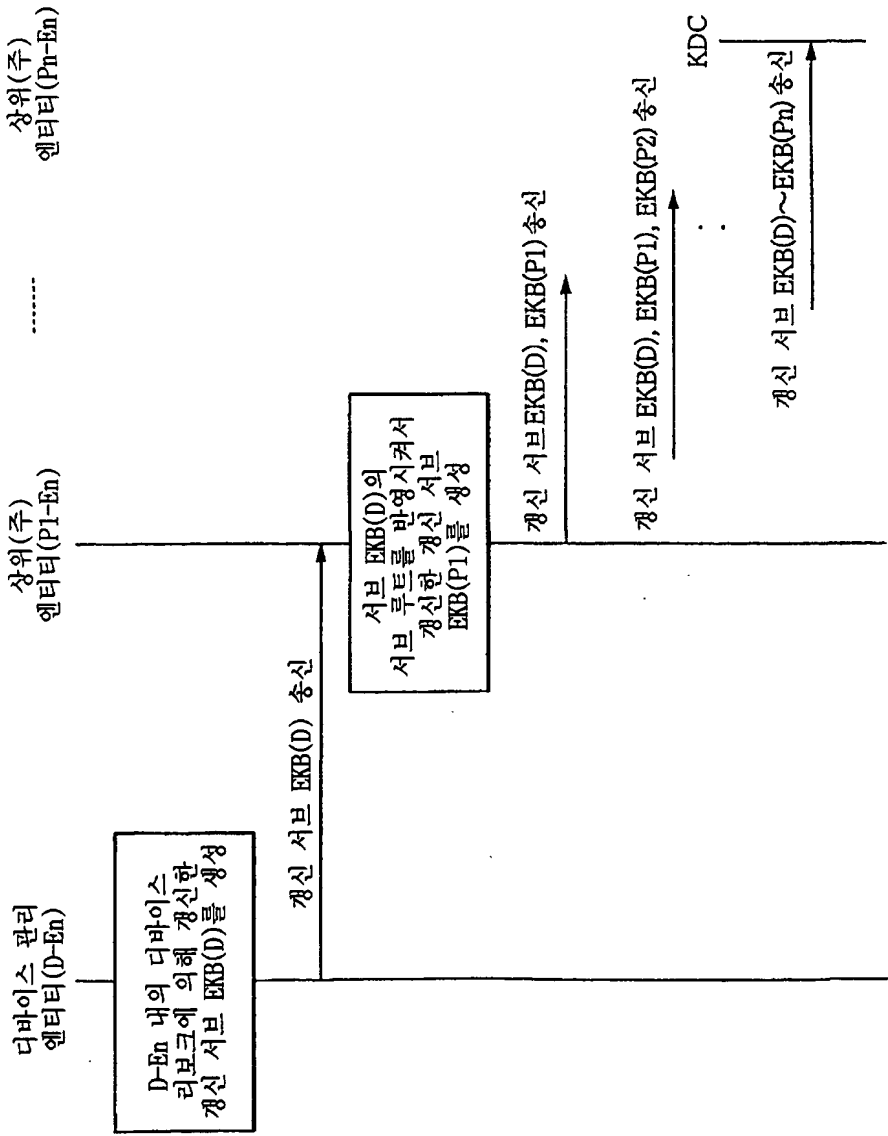 디바이스 관리
엔티티(D-En)
상위(주)
엔티티(P1-En)
-------
상위(주)
엔티티(Pn-En)
D-En 내의 디바이스
리보크에 의해 갱신한
갱신 서브 EKB(D)를 생성
갱신 서브 EKB(D) 송신
서브 EKB(D)의
서브 루트를 반영시켜서
갱신한 갱신 서브
EKB(P1)를 생성
갱신 서브EKB(D), EKB(P1)송신
갱신 서브 EKB(D), EKB(P1), EKB(P2)송신
KDC
갱신 서브 EKB(D)~EKB(Pn)송신